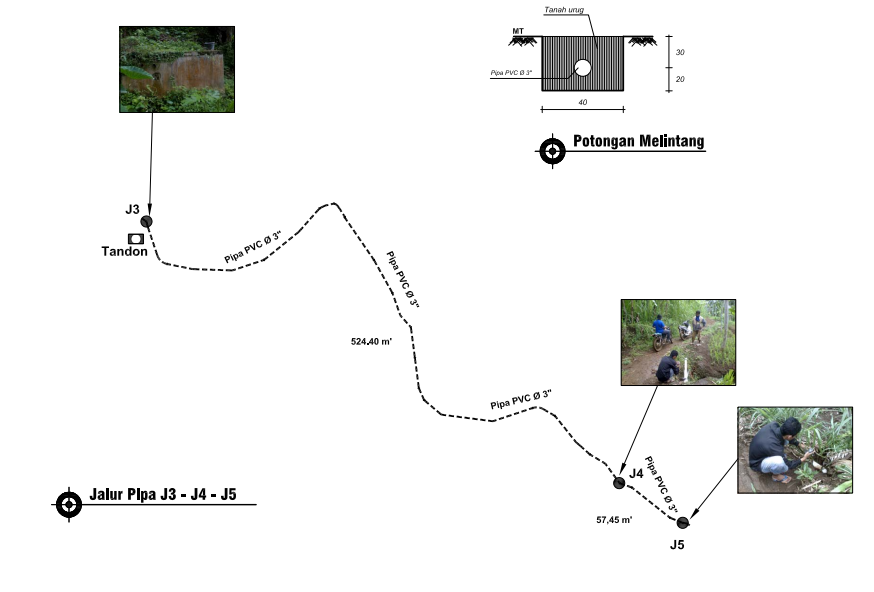 Tanah urug
MT
30
Pipa PVC Ø 3"
20
40
Potongan Melintang
J3
Tandon
Pipa PVC Ø 3"
Pipa PVC Ø 3"
524.40 m'
Pipa PVC Ø 3"
J4
Pipa PVC Ø 3"
Jalur Pipa J3 - J4 - J5
57,45 m'
J5